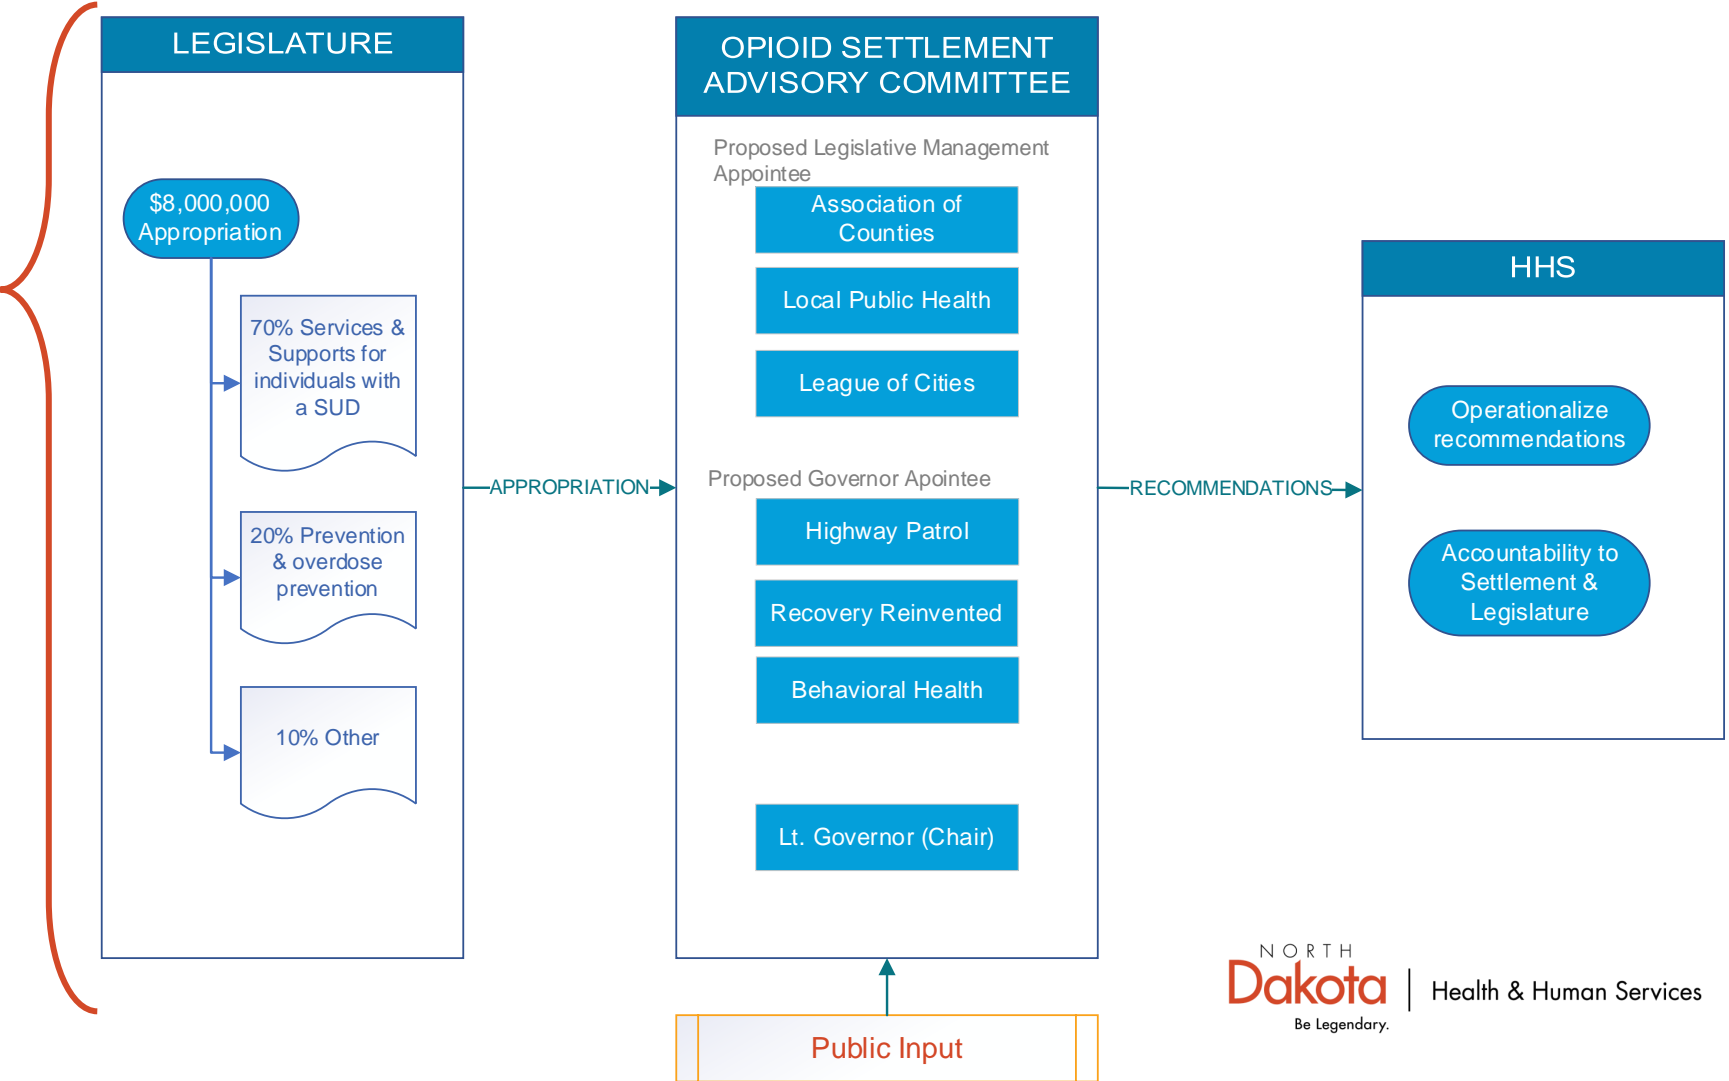 LEGISLATURE
$8,000,000
Appropriation
70% Services &
Supports for
individuals with
a SUD
20% Prevention
& overdose
prevention
10% Other
APPROPRIATION
OPIOID SETTLEMENT
ADVISORY COMMITTEE
Proposed Legislative Management
Appointee
Association of
Counties
Local Public Health
League of Cities
Proposed Governor Apointee
Highway Patrol
Recovery Reinvented
Behavioral Health
Lt. Governor (Chair)
Public Input
RECOMMENDATIONS
HHS
Operationalize
recommendations
Accountability to
Settlement &
Legislature
NORTH
Dakota
Be Legendary.
Health & Human Services